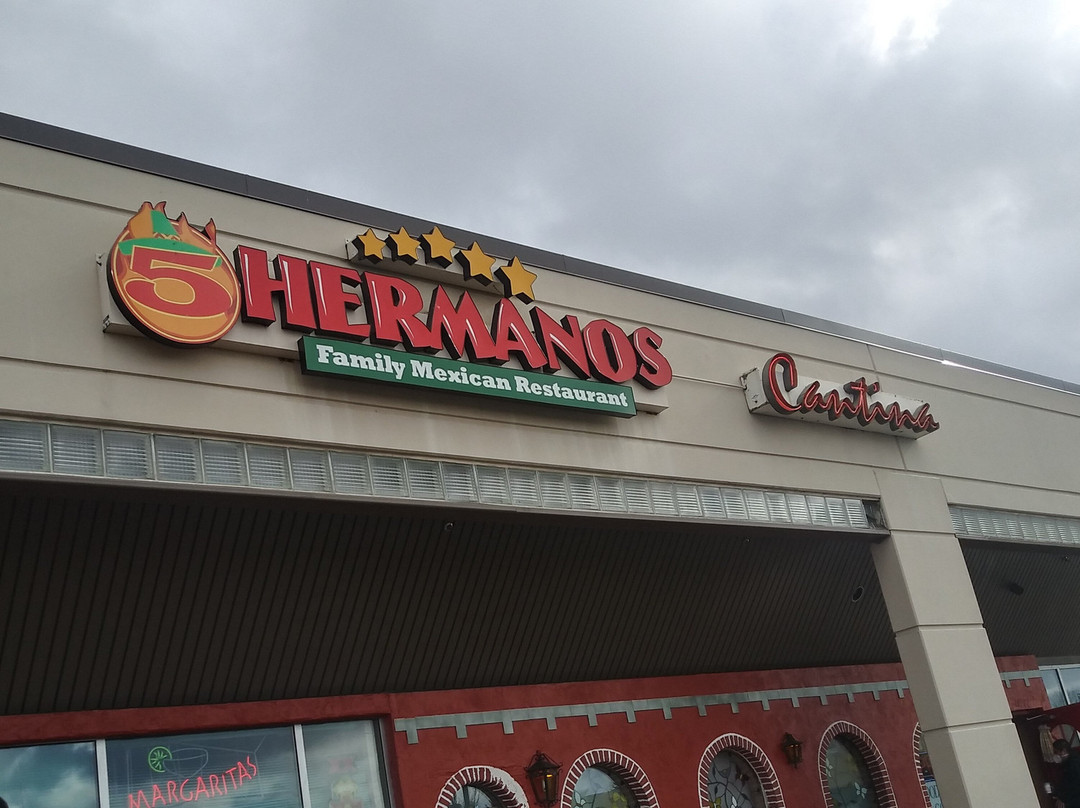 5 HERMANOS
Family Mexican Restaurant
Cantina
MARGARITAS